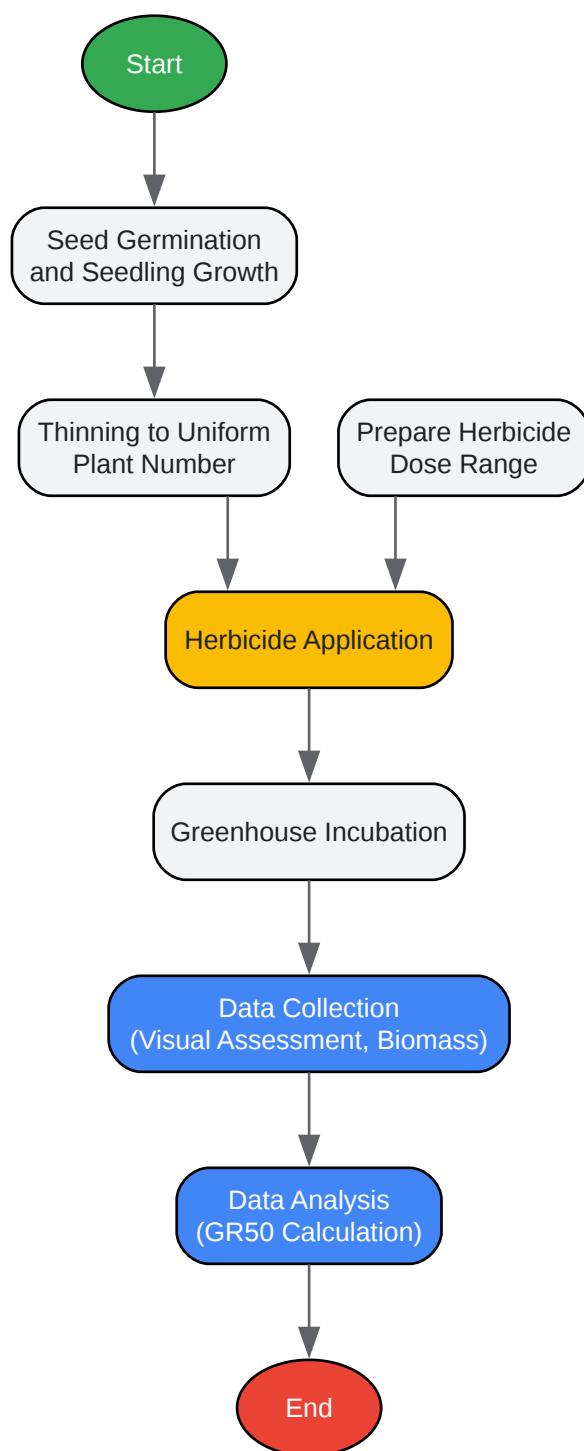 Start
Seed Germination
and Seedling Growth
Thinning to Uniform
Plant Number
Prepare Herbicide
Dose Range
Herbicide Application
Greenhouse Incubation
Data Collection
(Visual Assessment, Biomass)
Data Analysis
(GR50 Calculation)
End